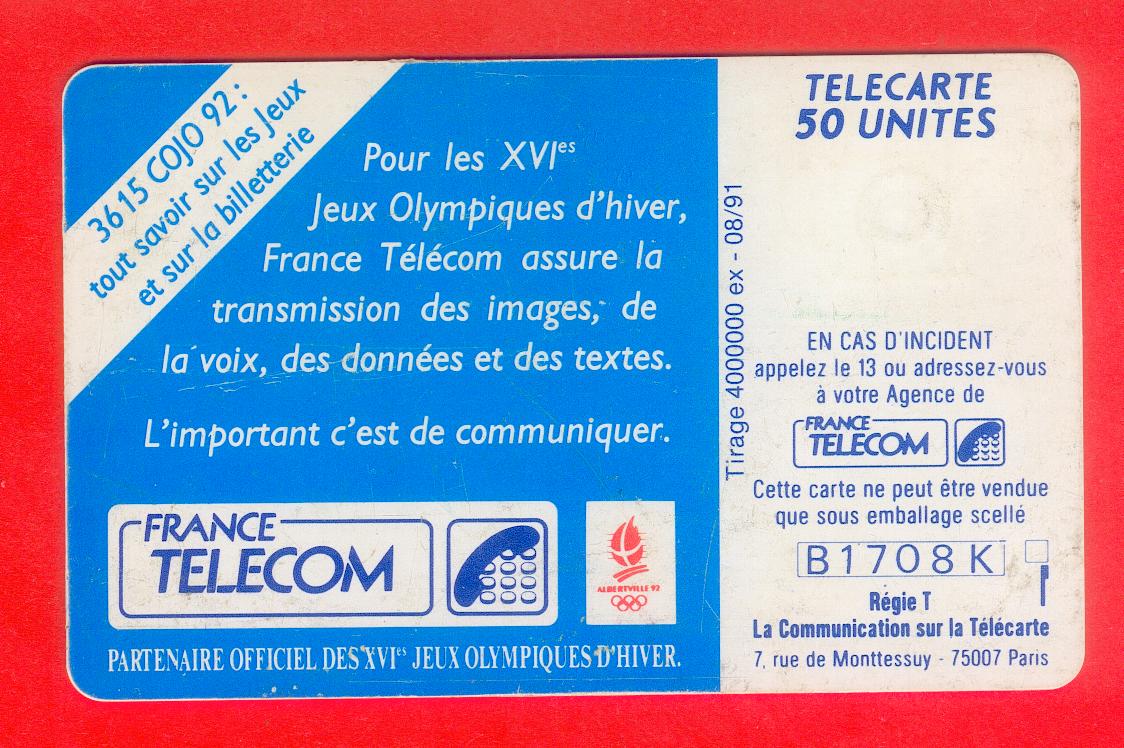 3615 COJO 92 :
tout savoir sur les Jeux
et sur la billetterie
Pour les XVIes
Jeux Olympiques d'hiver,
France Télécom assure la
transmission des images, de
la voix, des données et des textes.
L'important c'est de communiquer.
FRANCE
TELECOM
ALBERTVILLE 92
PARTENAIRE OFFICIEL DES XVIes JEUX OLYMPIQUES D'HIVER.
Tirage 4000000 ex - 08/91
TELECARTE
50 UNITES
EN CAS D'INCIDENT
appelez le 13 ou adressez-vous
à votre Agence de
FRANCE
TELECOM
Cette carte ne peut être vendue
que sous emballage scellé
B1708K
Régie T
La Communication sur la Télécarte
7, rue de Monttessuy - 75007 Paris